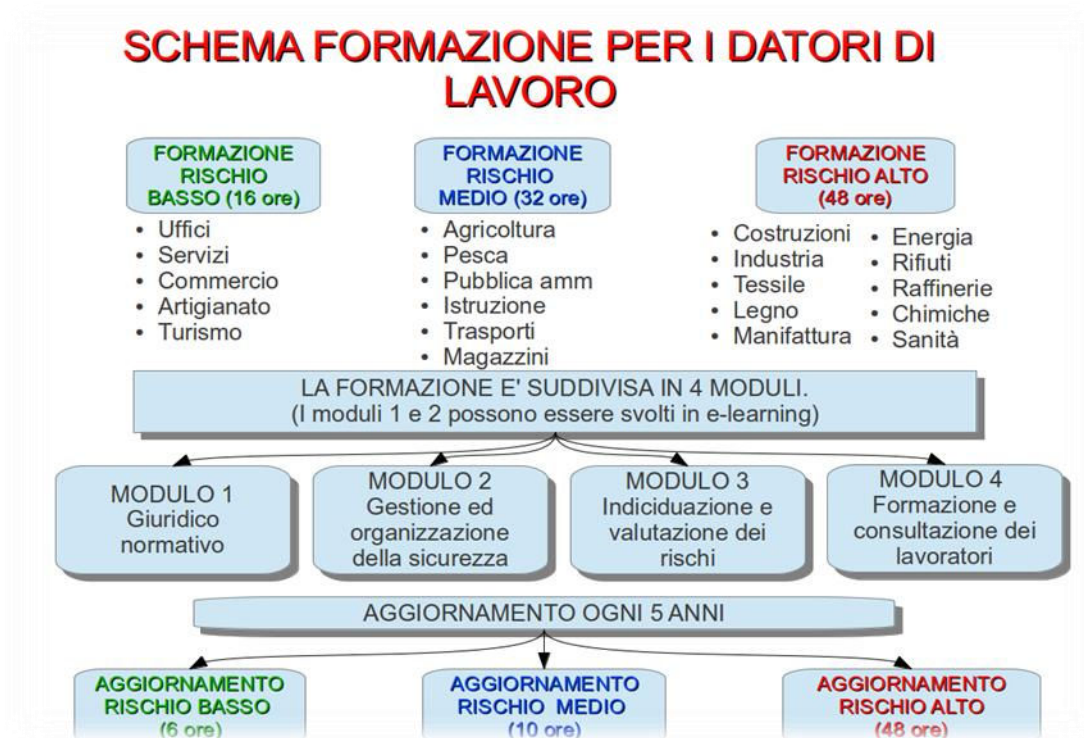 SCHEMA FORMAZIONE PER I DATORI DI
LAVORO
FORMAZIONE
RISCHIO
BASSO (16 ore)
• Uffici
• Servizi
• Commercio
• Artigianato
• Turismo
FORMAZIONE
RISCHIO
MEDIO (32 ore)
• Agricoltura
• Pesca
• Pubblica amm
• Istruzione
• Trasporti
• Magazzini
FORMAZIONE
RISCHIO ALTO
(48 ore)
• Costruzioni
• Industria
• Tessile
• Legno
• Manifattura
• Energia
• Rifiuti
• Raffinerie
• Chimiche
• Sanità
LA FORMAZIONE E' SUDDIVISA IN 4 MODULI.
(I moduli 1 e 2 possono essere svolti in e-learning)
MODULO 1
Giuridico
normativo
MODULO 2
Gestione ed
organizzazione
della sicurezza
MODULO 3
Indiciduazione e
valutazione dei
rischi
MODULO 4
Formazione e
consultazione dei
lavoratori
AGGIORNAMENTO OGNI 5 ANNI
AGGIORNAMENTO
RISCHIO BASSO
(6 ore)
AGGIORNAMENTO
RISCHIO MEDIO
(10 ore)
AGGIORNAMENTO
RISCHIO ALTO
(48 ore)